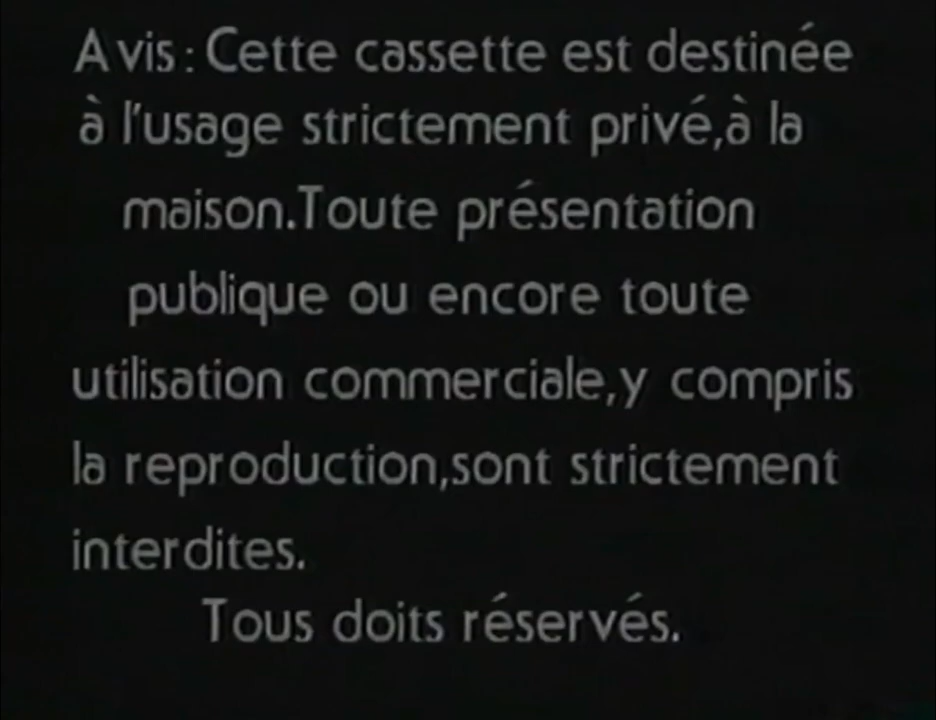 Avis: Cette cassette est destinée
à l'usage strictement privé,à la
maison.Toute présentation
publique ou encore toute
utilisation commerciale,y compris
la reproduction,sont strictement
interdites.
Tous doits réservés.